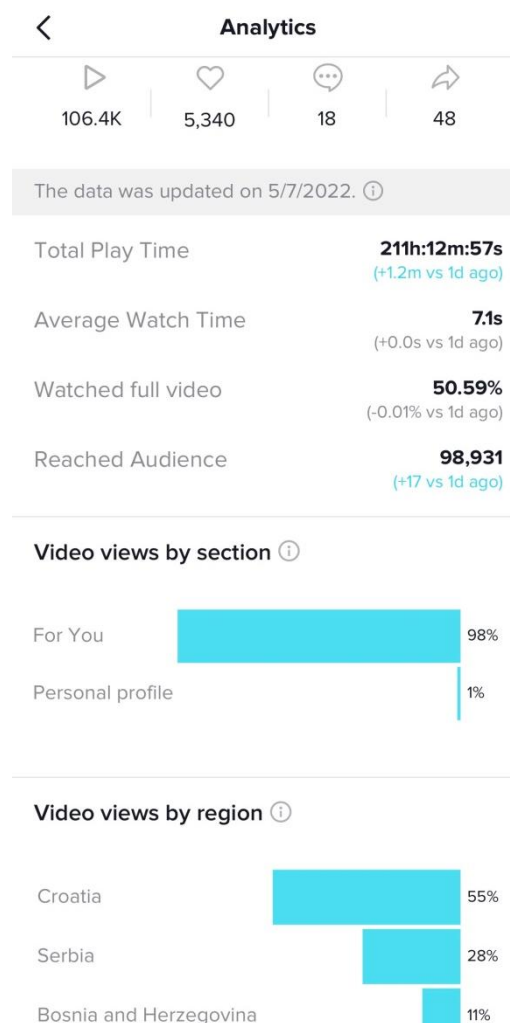 Analytics
106.4K 5,340 18 48
The data was updated on 5/7/2022.
Total Play Time 211h:12m:57s
(+1.2m vs 1d ago)
Average Watch Time 7.1s
(+0.0s vs 1d ago)
Watched full video 50.59%
(-0.01% vs 1d ago)
Reached Audience 98,931
(+17 vs 1d ago)
Video views by section
For You 98%
Personal profile 1%
Video views by region
Croatia 55%
Serbia 28%
Bosnia and Herzegovina 11%